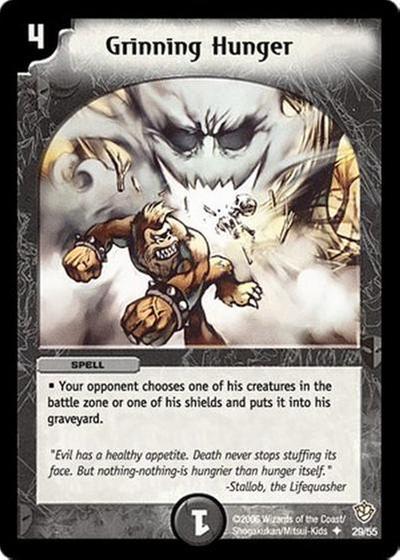 4
Grinning Hunger
SPELL
▪ Your opponent chooses one of his creatures in the
battle zone or one of his shields and puts it into his
graveyard.
"Evil has a healthy appetite. Death never stops stuffing its
face. But nothing-nothing-is hungrier than hunger itself."
-Stallob, the Lifequasher
1
©2006 Wizards of the Coast/
Shogakukan/Mitsui-Kids ✦ 29/55